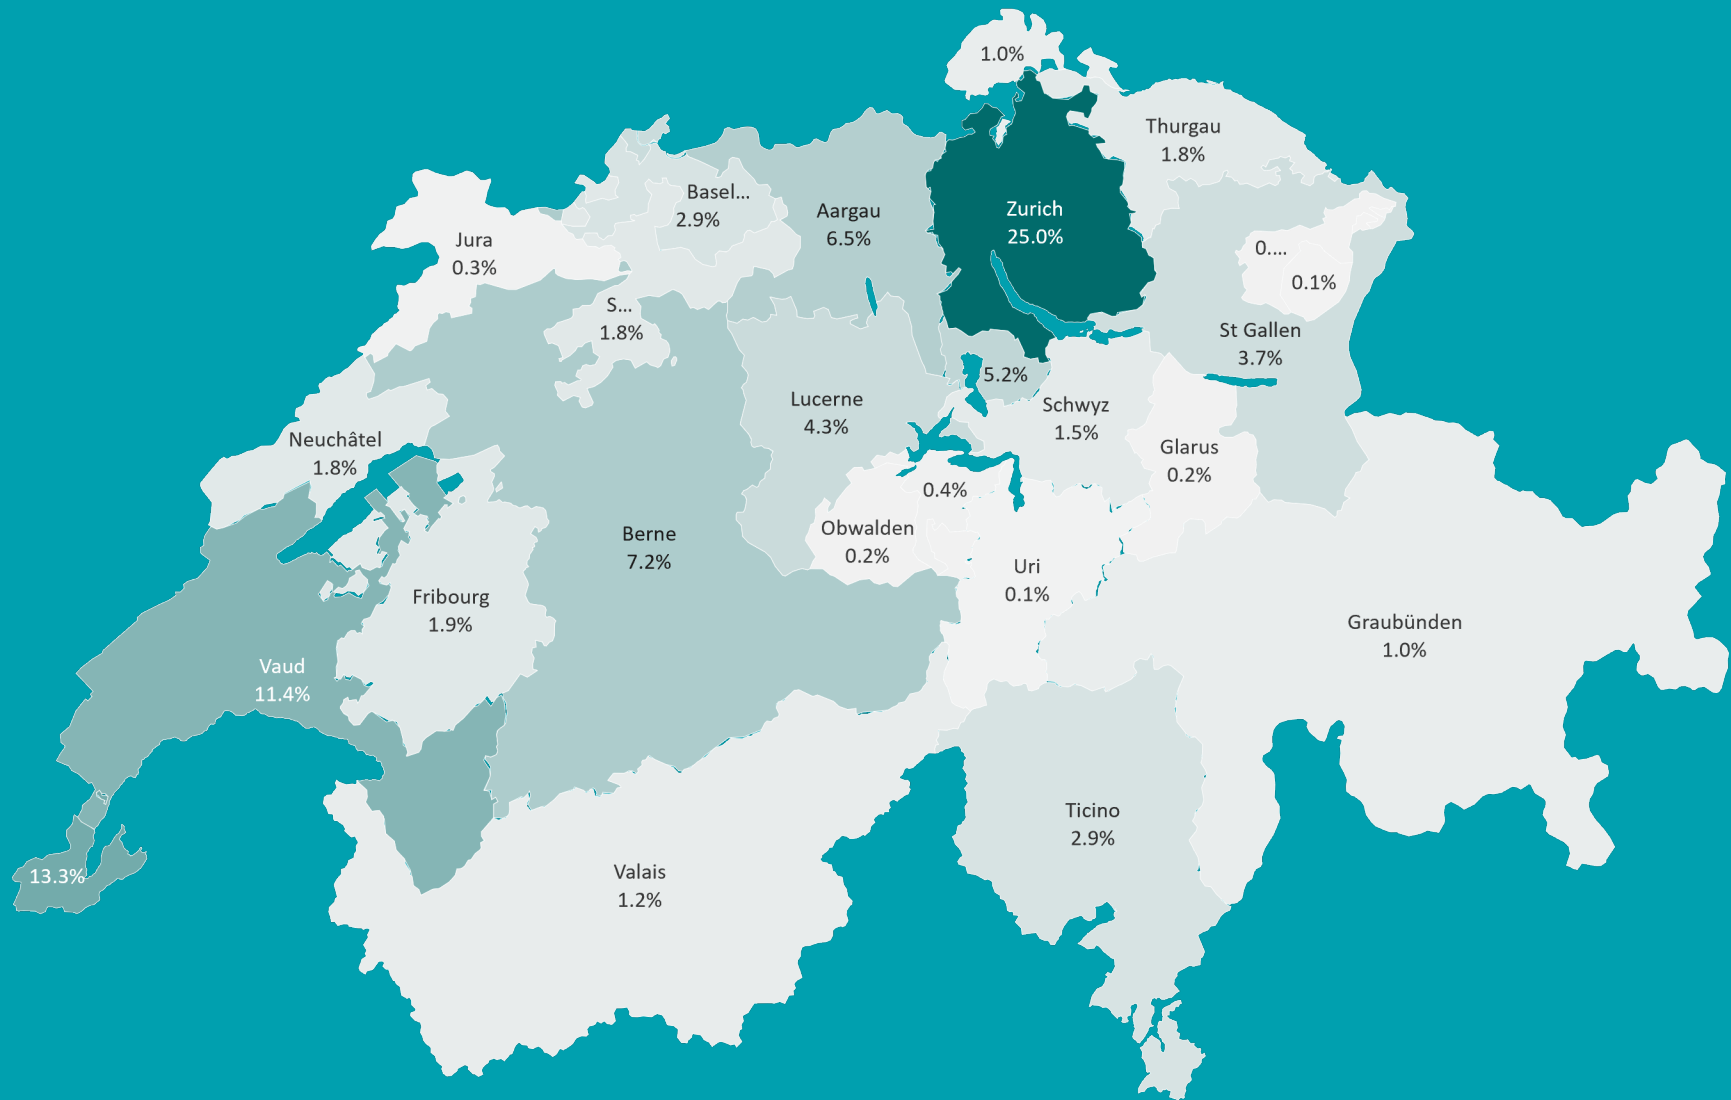 1.0%
Thurgau
1.8%
Basel...
2.9%
Aargau
6.5%
Zurich
25.0%
Jura
0.3%
0....
0.1%
S...
1.8%
St Gallen
3.7%
5.2%
Lucerne
4.3%
Schwyz
1.5%
Neuchâtel
1.8%
Glarus
0.2%
0.4%
Obwalden
0.2%
Berne
7.2%
Uri
0.1%
Fribourg
1.9%
Graubünden
1.0%
Vaud
11.4%
Ticino
2.9%
13.3%
Valais
1.2%